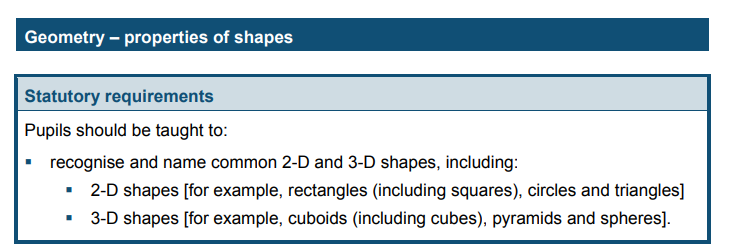 Geometry – properties of shapes
Statutory requirements
Pupils should be taught to:
▪ recognise and name common 2-D and 3-D shapes, including:
▪ 2-D shapes [for example, rectangles (including squares), circles and triangles]
▪ 3-D shapes [for example, cuboids (including cubes), pyramids and spheres].